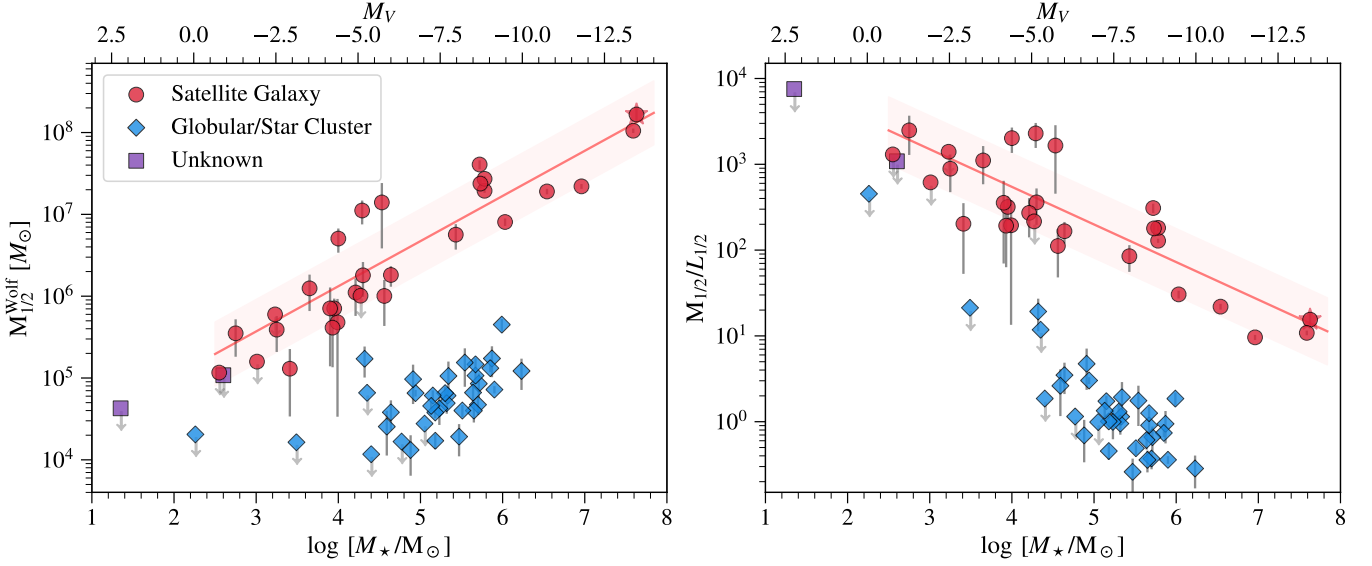 M_V
2.5 0.0 −2.5 −5.0 −7.5 −10.0 −12.5
M_{1/2}^{Wolf} [M_⊙]
10^8
10^7
10^6
10^5
10^4
Satellite Galaxy
Globular/Star Cluster
Unknown
1 2 3 4 5 6 7 8
log [M_⋆/M_⊙]
M_V
2.5 0.0 −2.5 −5.0 −7.5 −10.0 −12.5
M_{1/2}/L_{1/2}
10^4
10^3
10^2
10^1
10^0
1 2 3 4 5 6 7 8
log [M_⋆/M_⊙]